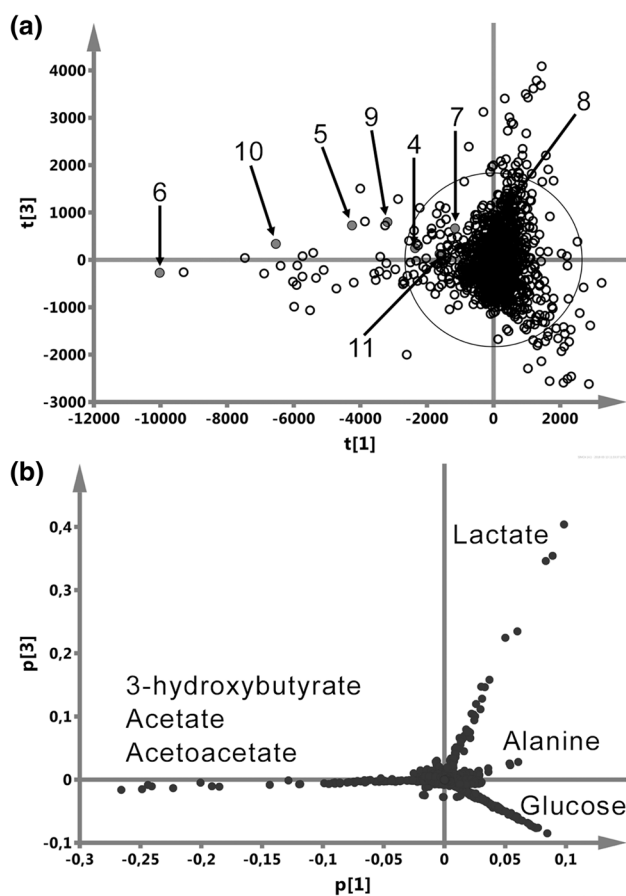 (a)
t[3]
4000
3000
2000
1000
0
-1000
-2000
-3000
6
10
5
9
4
7
8
11
-12000 -10000 -8000 -6000 -4000 -2000 0 2000
t[1]
(b)
p[3]
0,4
0,3
0,2
0,1
0
-0,1
Lactate
3-hydroxybutyrate
Acetate
Acetoacetate
Alanine
Glucose
-0,3 -0,25 -0,2 -0,15 -0,1 -0,05 0 0,05 0,1
p[1]